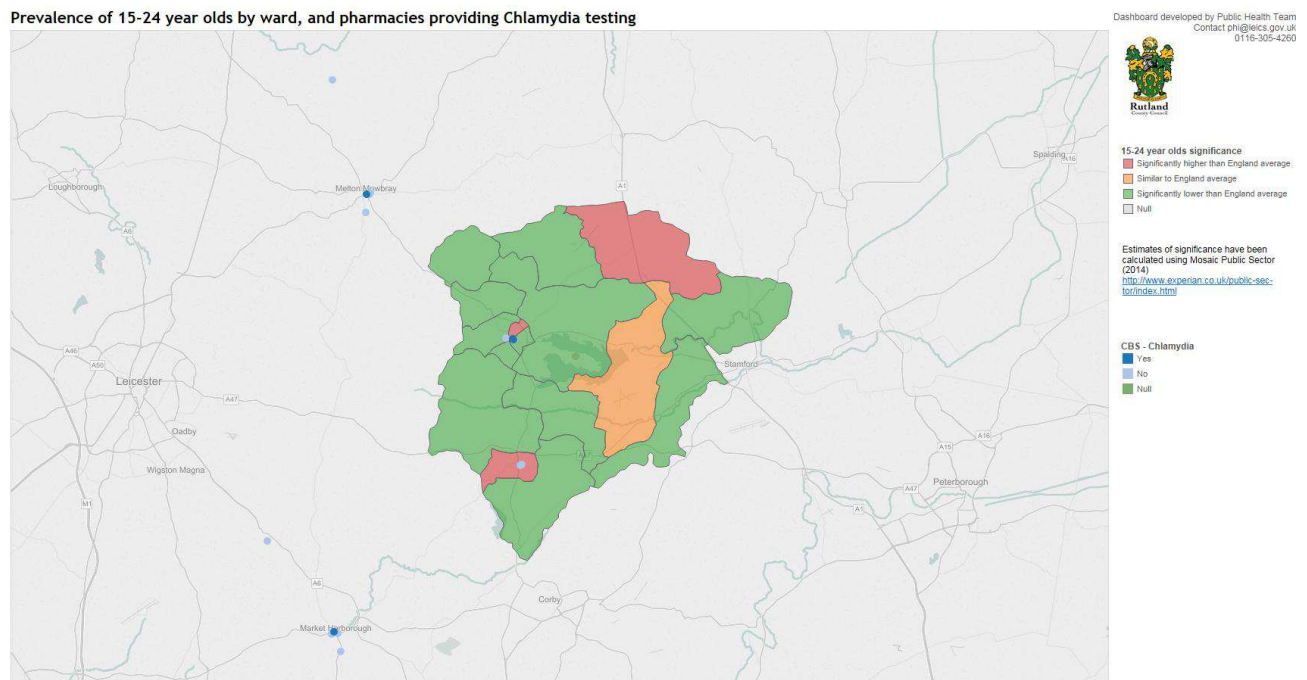 Prevalence of 15-24 year olds by ward, and pharmacies providing Chlamydia testing
Dashboard developed by Public Health Team
Contact phi@leics.gov.uk
0116-305-4260
Rutland
County Council
15-24 year olds significance
Significantly higher than England average
Similar to England average
Significantly lower than England average
Null
Estimates of significance have been
calculated using Mosaic Public Sector
(2014)
http://www.experian.co.uk/public-sec-
tor/index.html
CBS - Chlamydia
Yes
No
Null
Spalding
A16
Loughborough
Melton Mowbray
A1
A6
A46
A50
Leicester
Stamford
A47
Oadby
Wigston Magna
A15
A16
Peterborough
A47
M1
A1
A6
Corby
Market Harborough